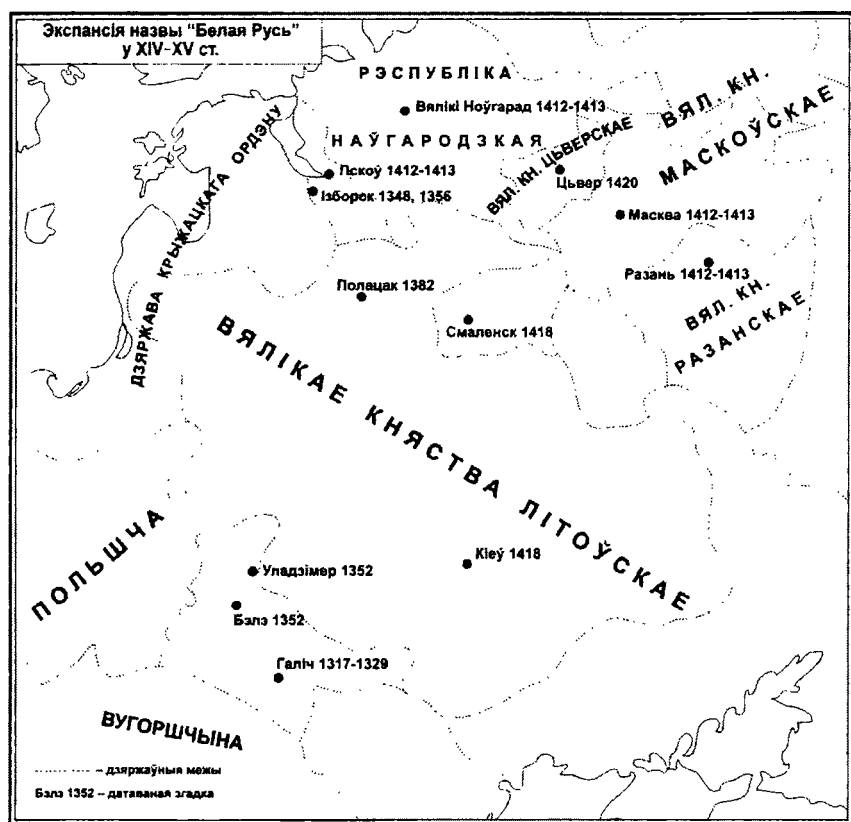 Экспансія назвы "Белая Русь"
у XIV-XV ст.
РЭСПУБЛІКА
Вялікі Ноўгарад 1412-1413
НАЎГАРОДЗКАЯ
ВЯЛ. КН. ЦЬВЕРСКАЕ
ВЯЛ. КН.
МАСКОЎСКАЕ
ДЗЯРЖАВА КРЫЖАЦКАГА ОРДЭНУ
Пскоў 1412-1413
Ізборск 1348, 1356
Цьвер 1420
Масква 1412-1413
Разань 1412-1413
ВЯЛ. КН.
РАЗАНСКАЕ
Полацак 1382
Смаленск 1418
ВЯЛІКАЕ КНЯСТВА ЛІТОЎСКАЕ
ПОЛЬШЧА
Кіеў 1418
Уладзімер 1352
Бэлз 1352
Галіч 1317-1329
ВУГОРШЧЫНА
- дзяржаўныя межы
Бэлз 1352 – датаваная згадка